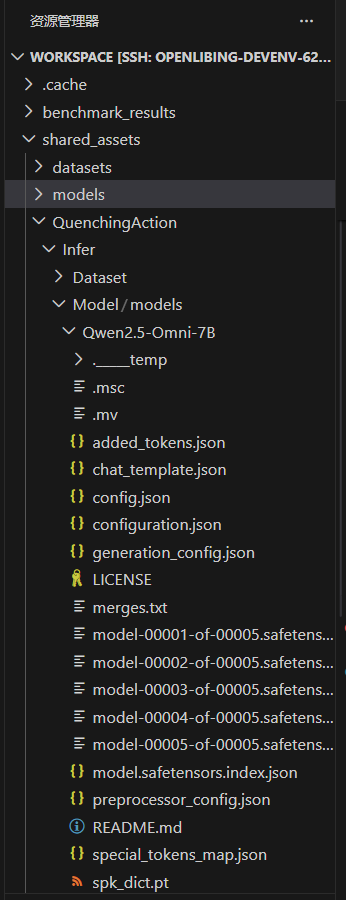 资源管理器
WORKSPACE [SSH: OPENLIBING-DEVENV-62...
.cache
benchmark_results
shared_assets
datasets
models
QuenchingAction
Infer
Dataset
Model / models
Qwen2.5-Omni-7B
.____temp
.msc
.mv
added_tokens.json
chat_template.json
config.json
configuration.json
generation_config.json
LICENSE
merges.txt
model-00001-of-00005.safetens...
model-00002-of-00005.safetens...
model-00003-of-00005.safetens...
model-00004-of-00005.safetens...
model-00005-of-00005.safetens...
model.safetensors.index.json
preprocessor_config.json
README.md
special_tokens_map.json
spk_dict.pt